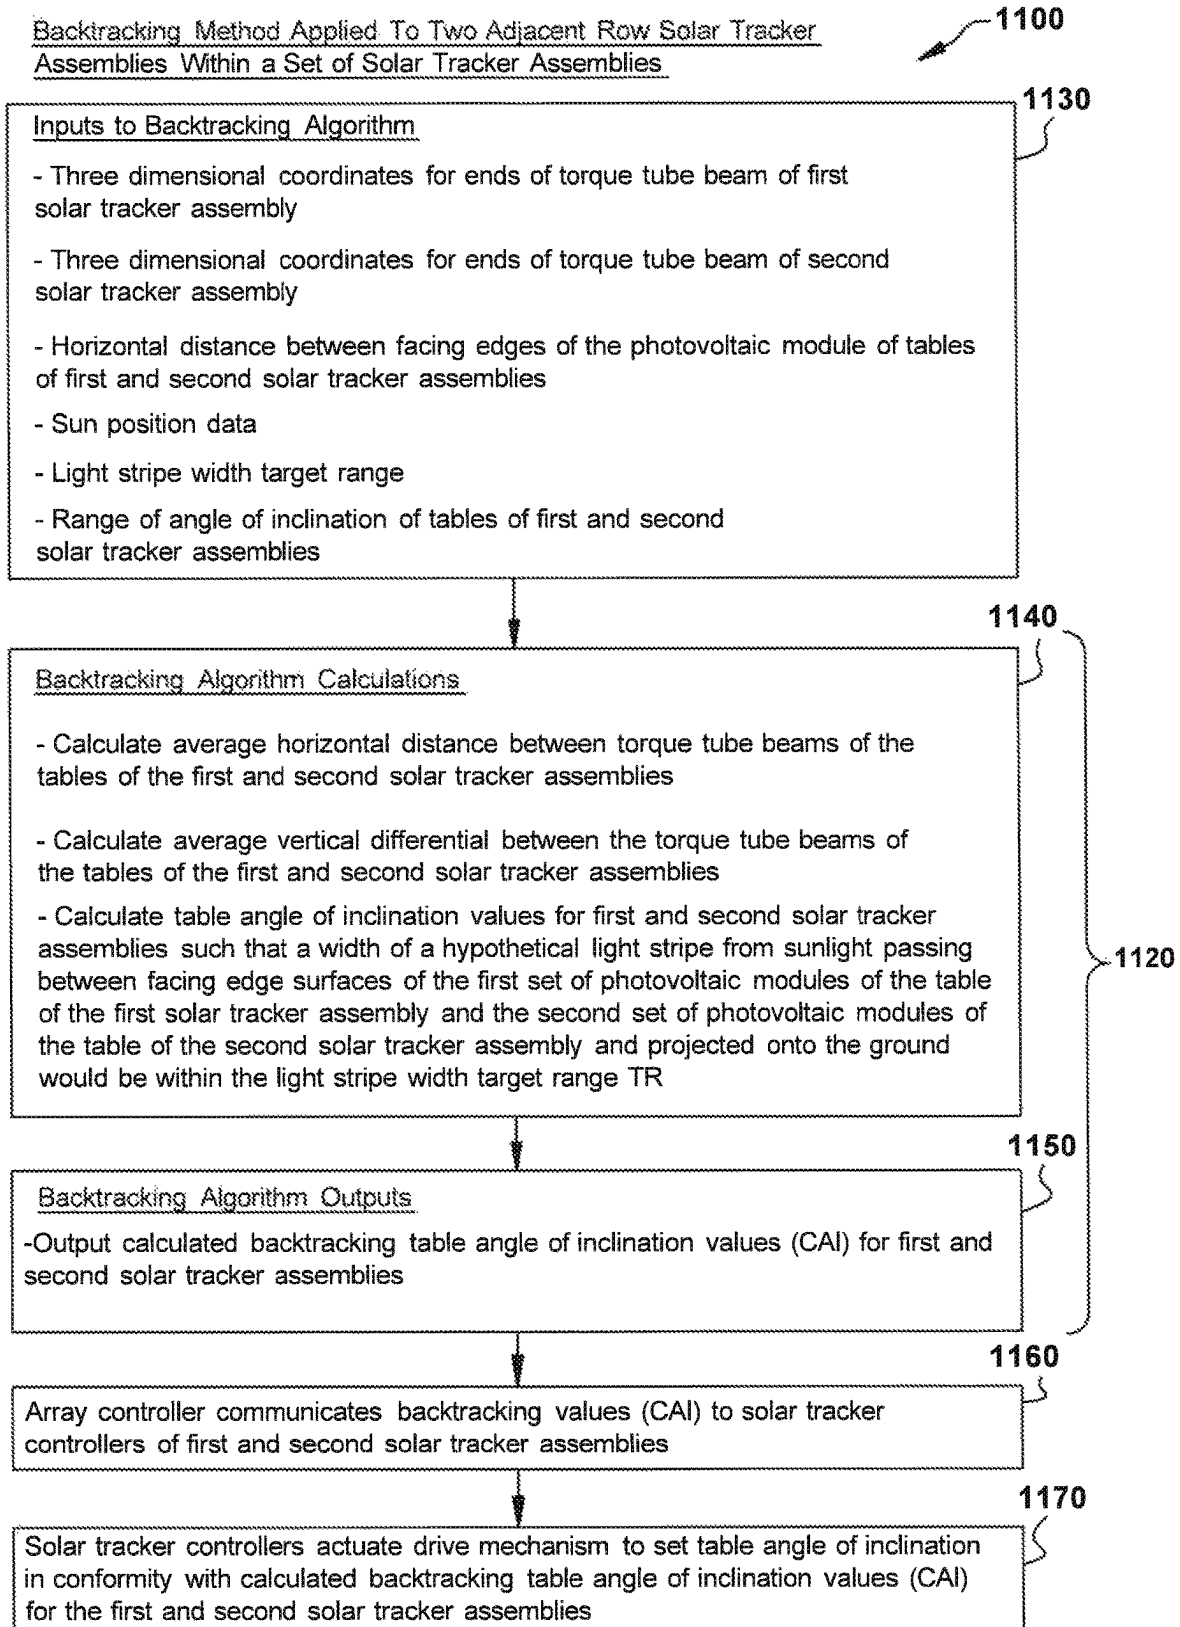 Backtracking Method Applied To Two Adjacent Row Solar Tracker
Assemblies Within a Set of Solar Tracker Assemblies
1100
1130
Inputs to Backtracking Algorithm
- Three dimensional coordinates for ends of torque tube beam of first
solar tracker assembly
- Three dimensional coordinates for ends of torque tube beam of second
solar tracker assembly
- Horizontal distance between facing edges of the photovoltaic module of tables
of first and second solar tracker assemblies
- Sun position data
- Light stripe width target range
- Range of angle of inclination of tables of first and second
solar tracker assemblies
1140
Backtracking Algorithm Calculations
- Calculate average horizontal distance between torque tube beams of the
tables of the first and second solar tracker assemblies
- Calculate average vertical differential between the torque tube beams of
the tables of the first and second solar tracker assemblies
- Calculate table angle of inclination values for first and second solar tracker
assemblies such that a width of a hypothetical light stripe from sunlight passing
between facing edge surfaces of the first set of photovoltaic modules of the table
of the first solar tracker assembly and the second set of photovoltaic modules of
the table of the second solar tracker assembly and projected onto the ground
would be within the light stripe width target range TR
1120
1150
Backtracking Algorithm Outputs
-Output calculated backtracking table angle of inclination values (CAI) for first and
second solar tracker assemblies
1160
Array controller communicates backtracking values (CAI) to solar tracker
controllers of first and second solar tracker assemblies
1170
Solar tracker controllers actuate drive mechanism to set table angle of inclination
in conformity with calculated backtracking table angle of inclination values (CAI)
for the first and second solar tracker assemblies